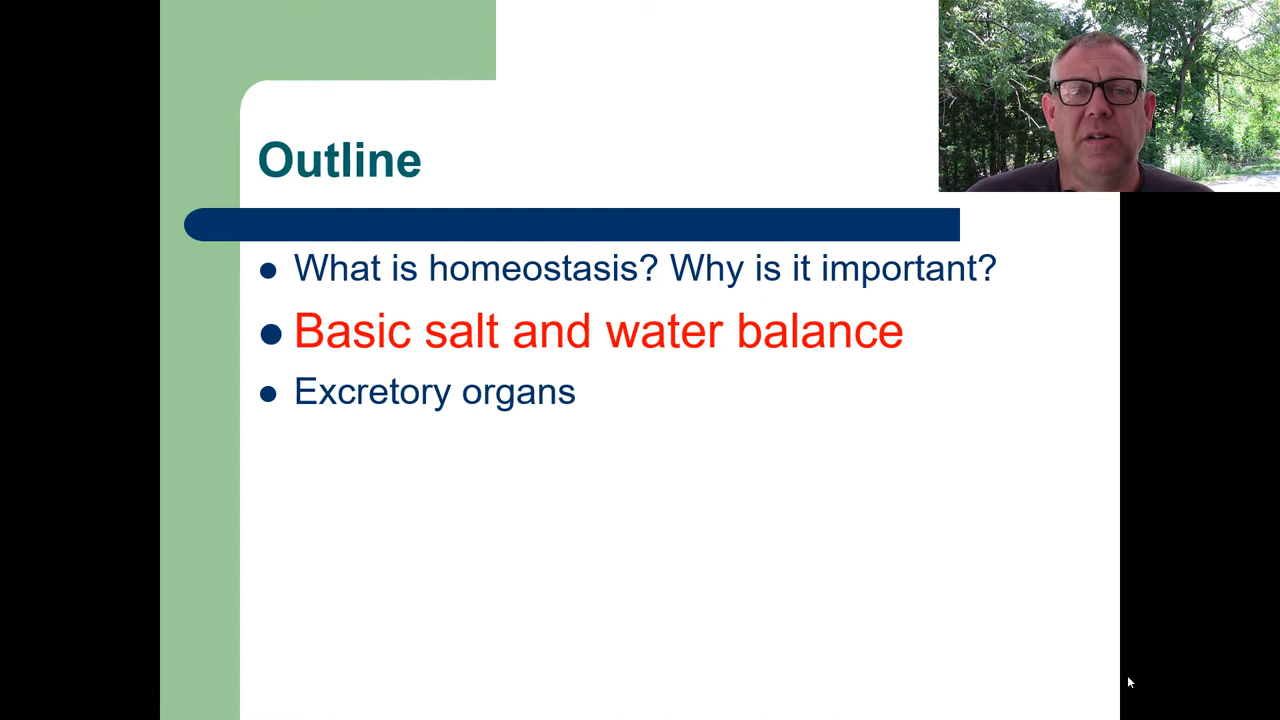 Outline
What is homeostasis? Why is it important?
Basic salt and water balance
Excretory organs